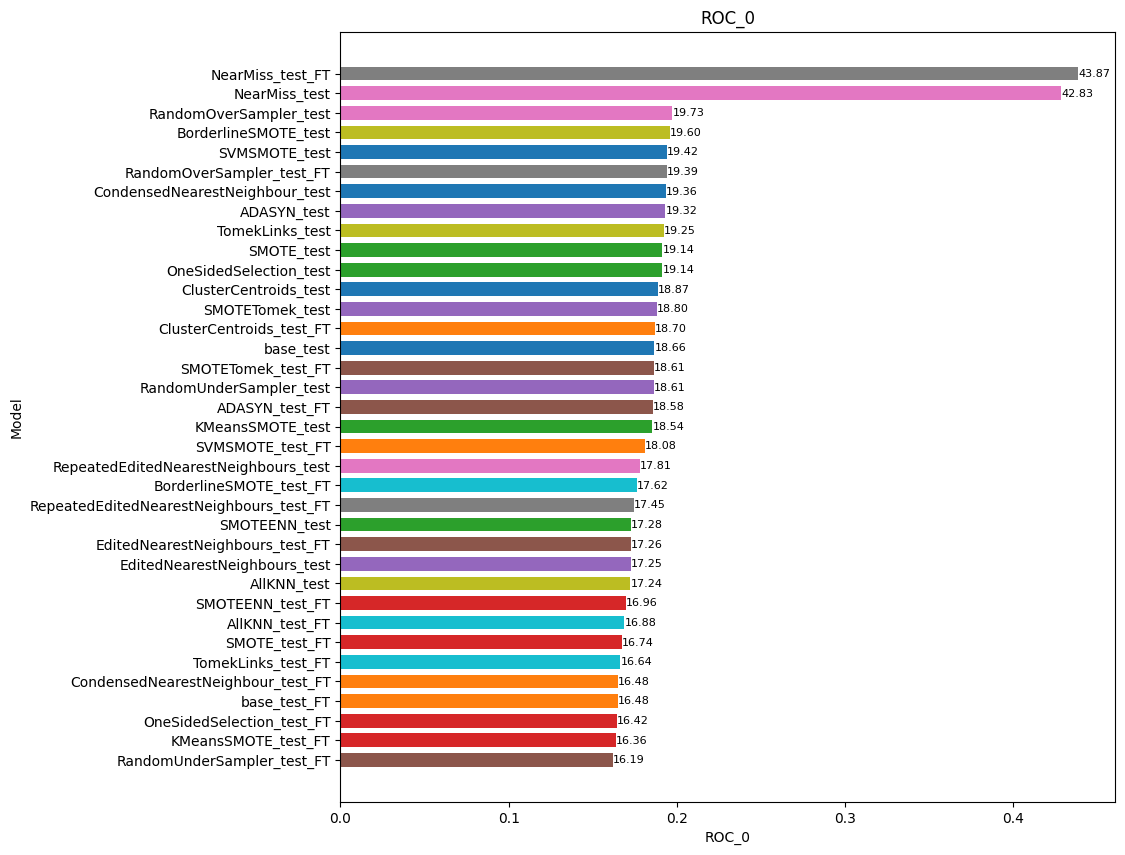 ROC_0
NearMiss_test_FT 43.87
NearMiss_test 42.83
RandomOverSampler_test 19.73
BorderlineSMOTE_test 19.60
SVMSMOTE_test 19.42
RandomOverSampler_test_FT 19.39
CondensedNearestNeighbour_test 19.36
ADASYN_test 19.32
TomekLinks_test 19.25
SMOTE_test 19.14
OneSidedSelection_test 19.14
ClusterCentroids_test 18.87
SMOTETomek_test 18.80
ClusterCentroids_test_FT 18.70
base_test 18.66
SMOTETomek_test_FT 18.61
RandomUnderSampler_test 18.61
ADASYN_test_FT 18.58
KMeansSMOTE_test 18.54
SVMSMOTE_test_FT 18.08
RepeatedEditedNearestNeighbours_test 17.81
BorderlineSMOTE_test_FT 17.62
RepeatedEditedNearestNeighbours_test_FT 17.45
SMOTEENN_test 17.28
EditedNearestNeighbours_test_FT 17.26
EditedNearestNeighbours_test 17.25
AllKNN_test 17.24
SMOTEENN_test_FT 16.96
AllKNN_test_FT 16.88
SMOTE_test_FT 16.74
TomekLinks_test_FT 16.64
CondensedNearestNeighbour_test_FT 16.48
base_test_FT 16.48
OneSidedSelection_test_FT 16.42
KMeansSMOTE_test_FT 16.36
RandomUnderSampler_test_FT 16.19
Model
0.0 0.1 0.2 0.3 0.4
ROC_0